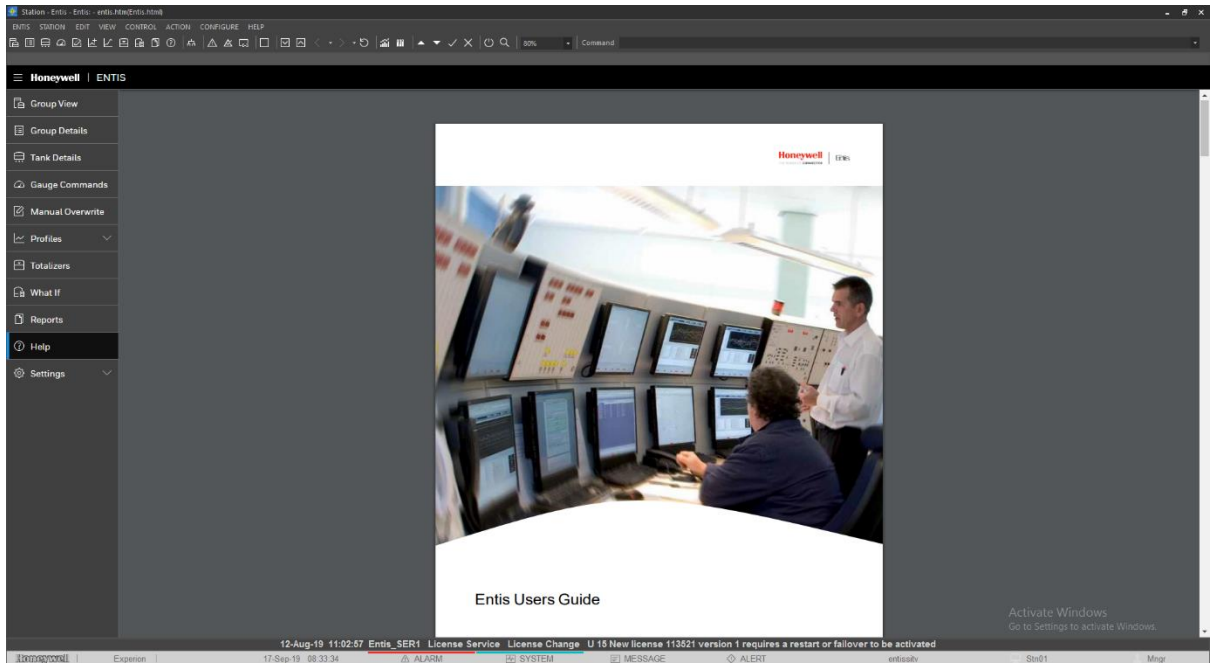 Station - Entis - Entis: - entis.htm(Entis.html)
ENTIS STATION EDIT VIEW CONTROL ACTION CONFIGURE HELP
80% Command
Honeywell | ENTIS
Group View
Group Details
Tank Details
Gauge Commands
Manual Overwrite
Profiles
Totalizers
What If
Reports
Help
Settings
Honeywell | Entis
Entis Users Guide
Activate Windows
Go to Settings to activate Windows.
12-Aug-19 11:02:57 Entis_SER1 License Service License Change U 15 New license 113521 version 1 requires a restart or failover to be activated
Honeywell | Experion | 17-Sep-19 08:33:34 ALARM SYSTEM MESSAGE ALERT entissitv Stn01 Mngr